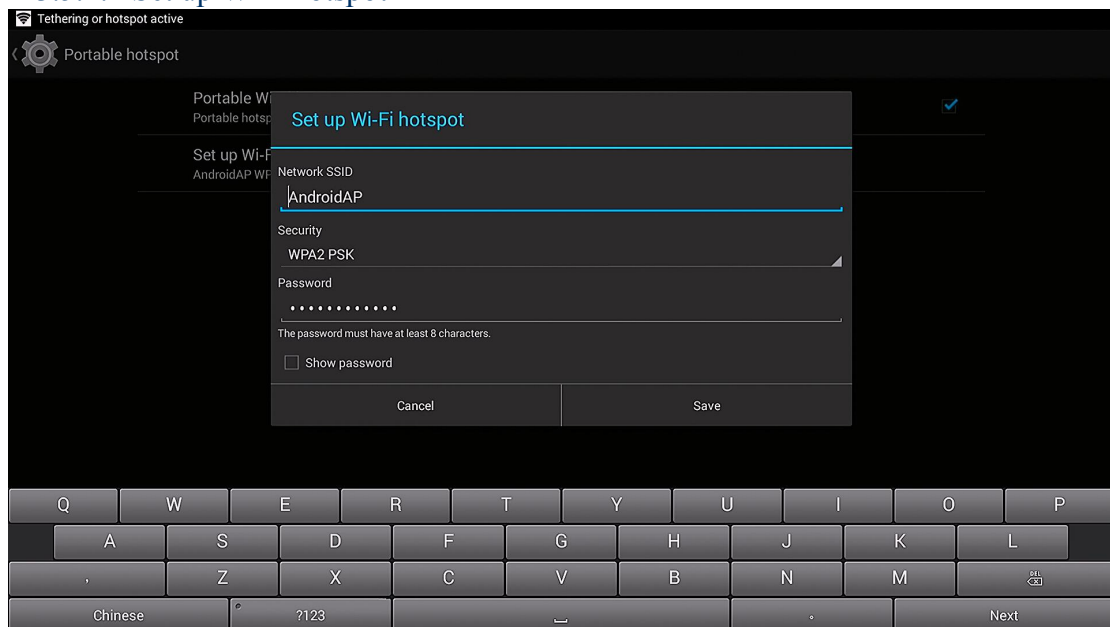 Tethering or hotspot active
Portable hotspot
Portable Wi
Portable hotsp
Set up Wi-F
AndroidAP WP
Set up Wi-Fi hotspot
Network SSID
AndroidAP
Security
WPA2 PSK
Password
••••••••••••
The password must have at least 8 characters.
Show password
Cancel
Save
Q W E R T Y U I O P
A S D F G H J K L
, Z X C V B N M DEL
Chinese ?123 Next